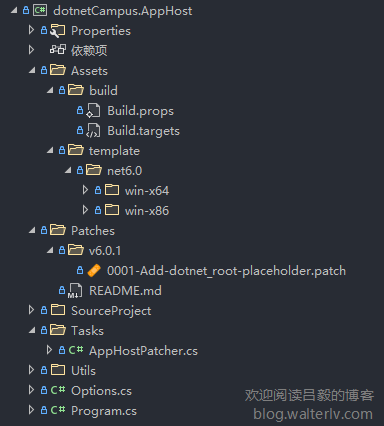 dotnetCampus.AppHost
Properties
依赖项
Assets
build
Build.props
Build.targets
template
net6.0
win-x64
win-x86
Patches
v6.0.1
0001-Add-dotnet_root-placeholder.patch
README.md
SourceProject
Tasks
AppHostPatcher.cs
Utils
Options.cs
Program.cs
欢迎阅读吕毅的博客
blog.walterlv.com